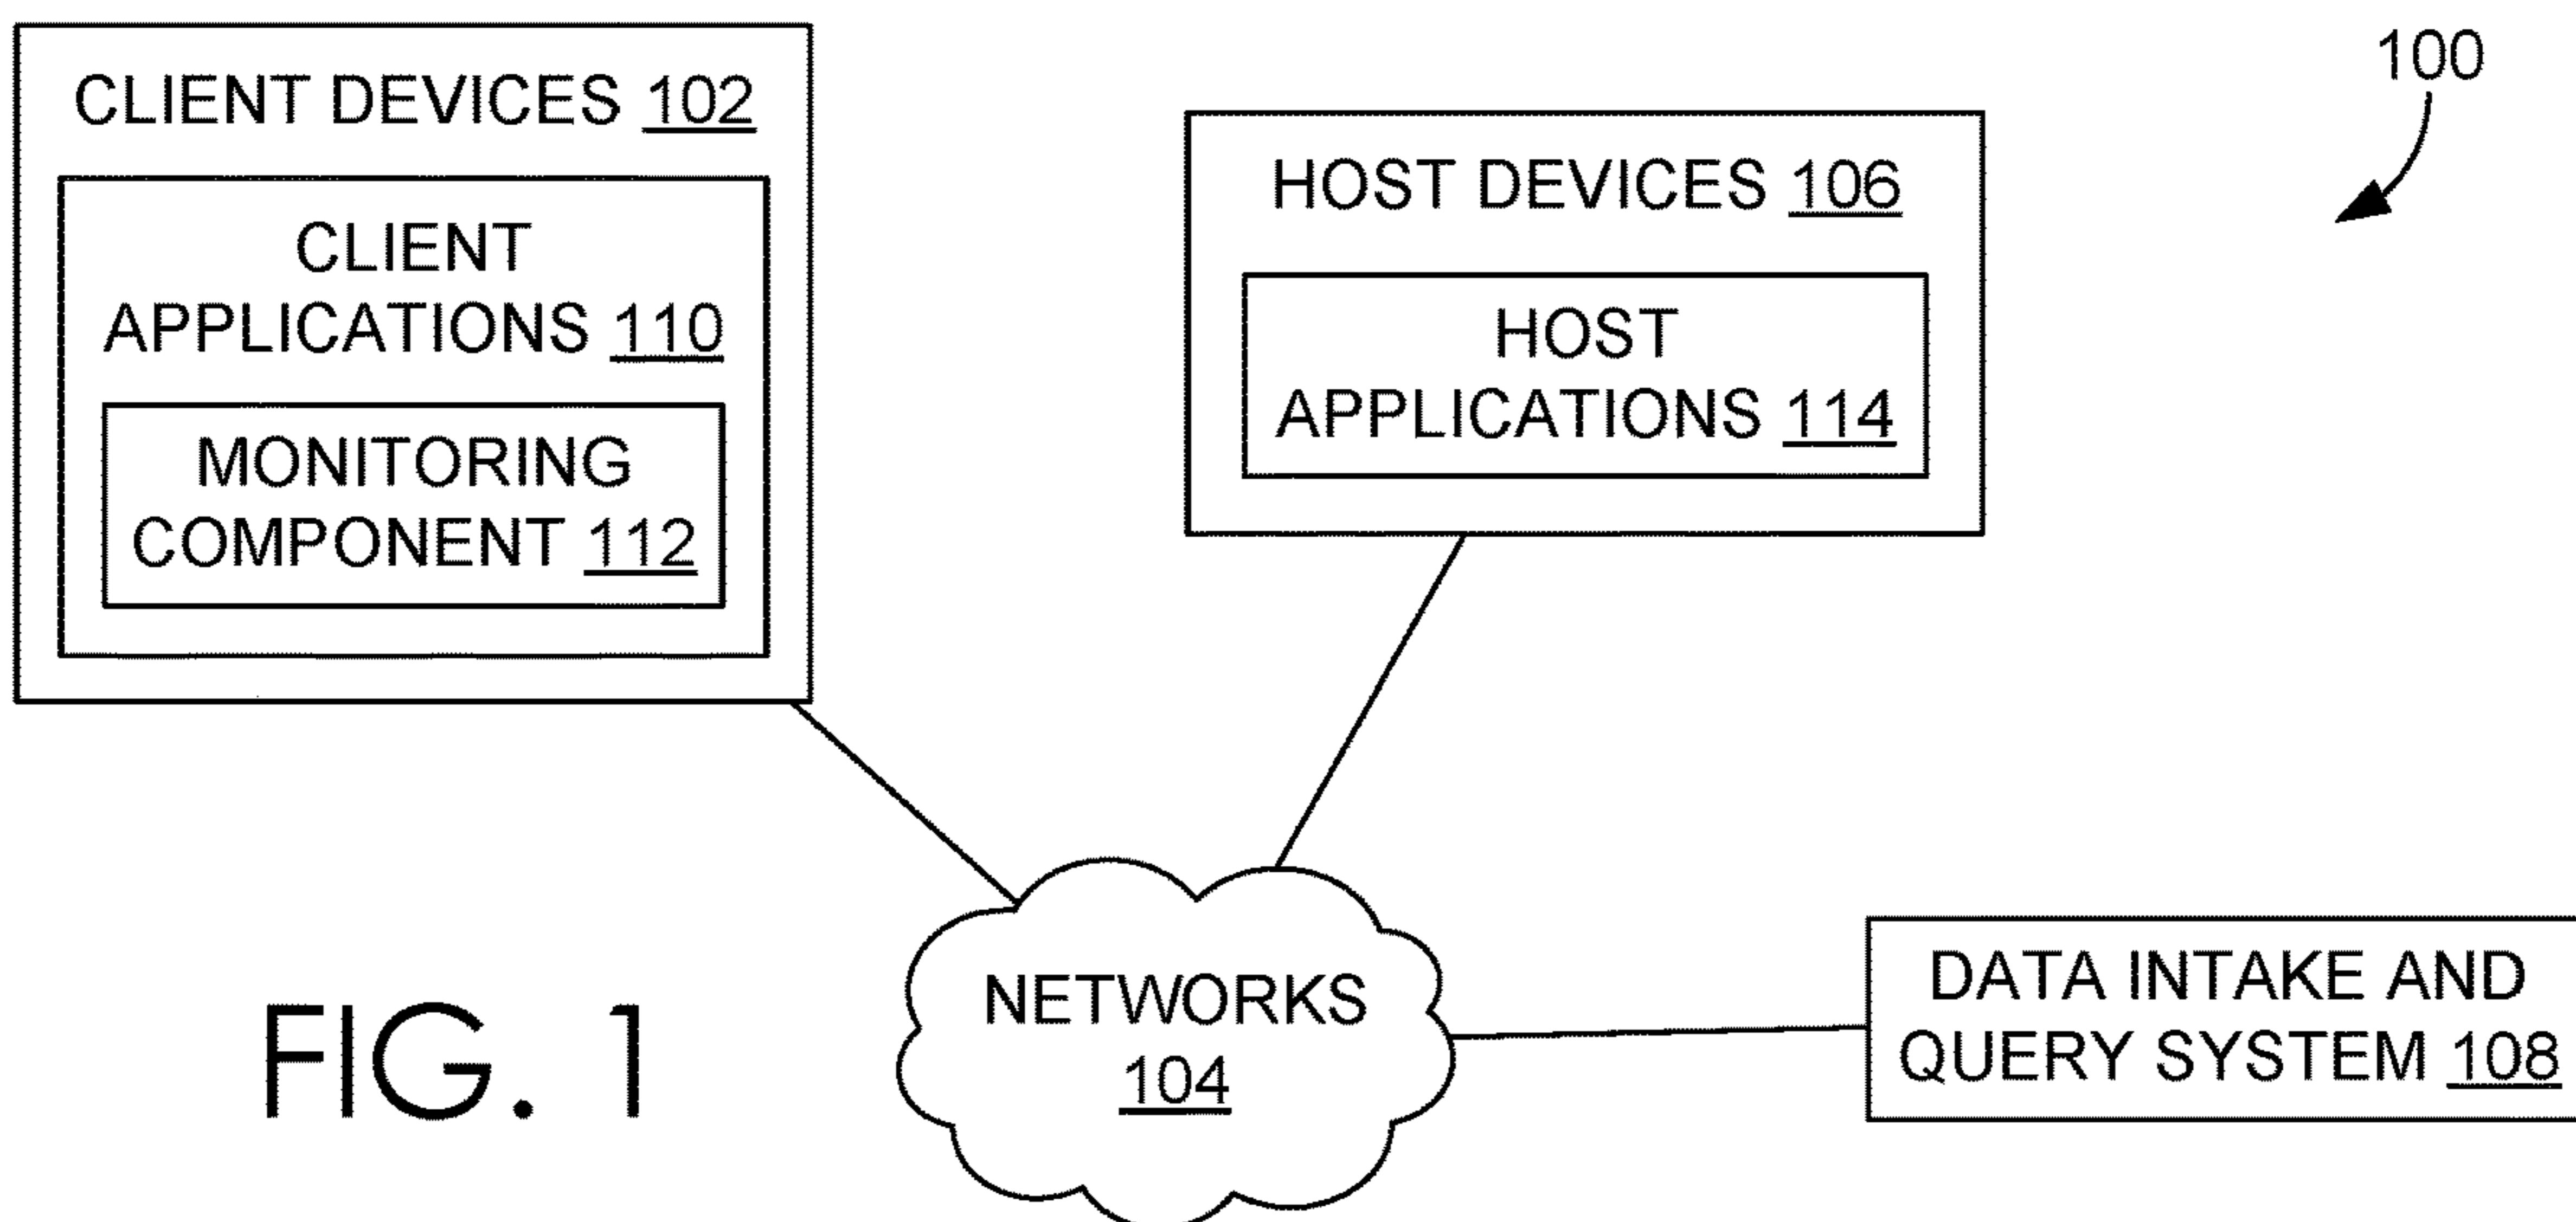 100
CLIENT DEVICES 102
CLIENT
APPLICATIONS 110
MONITORING
COMPONENT 112
HOST DEVICES 106
HOST
APPLICATIONS 114
NETWORKS
104
DATA INTAKE AND
QUERY SYSTEM 108
FIG. 1